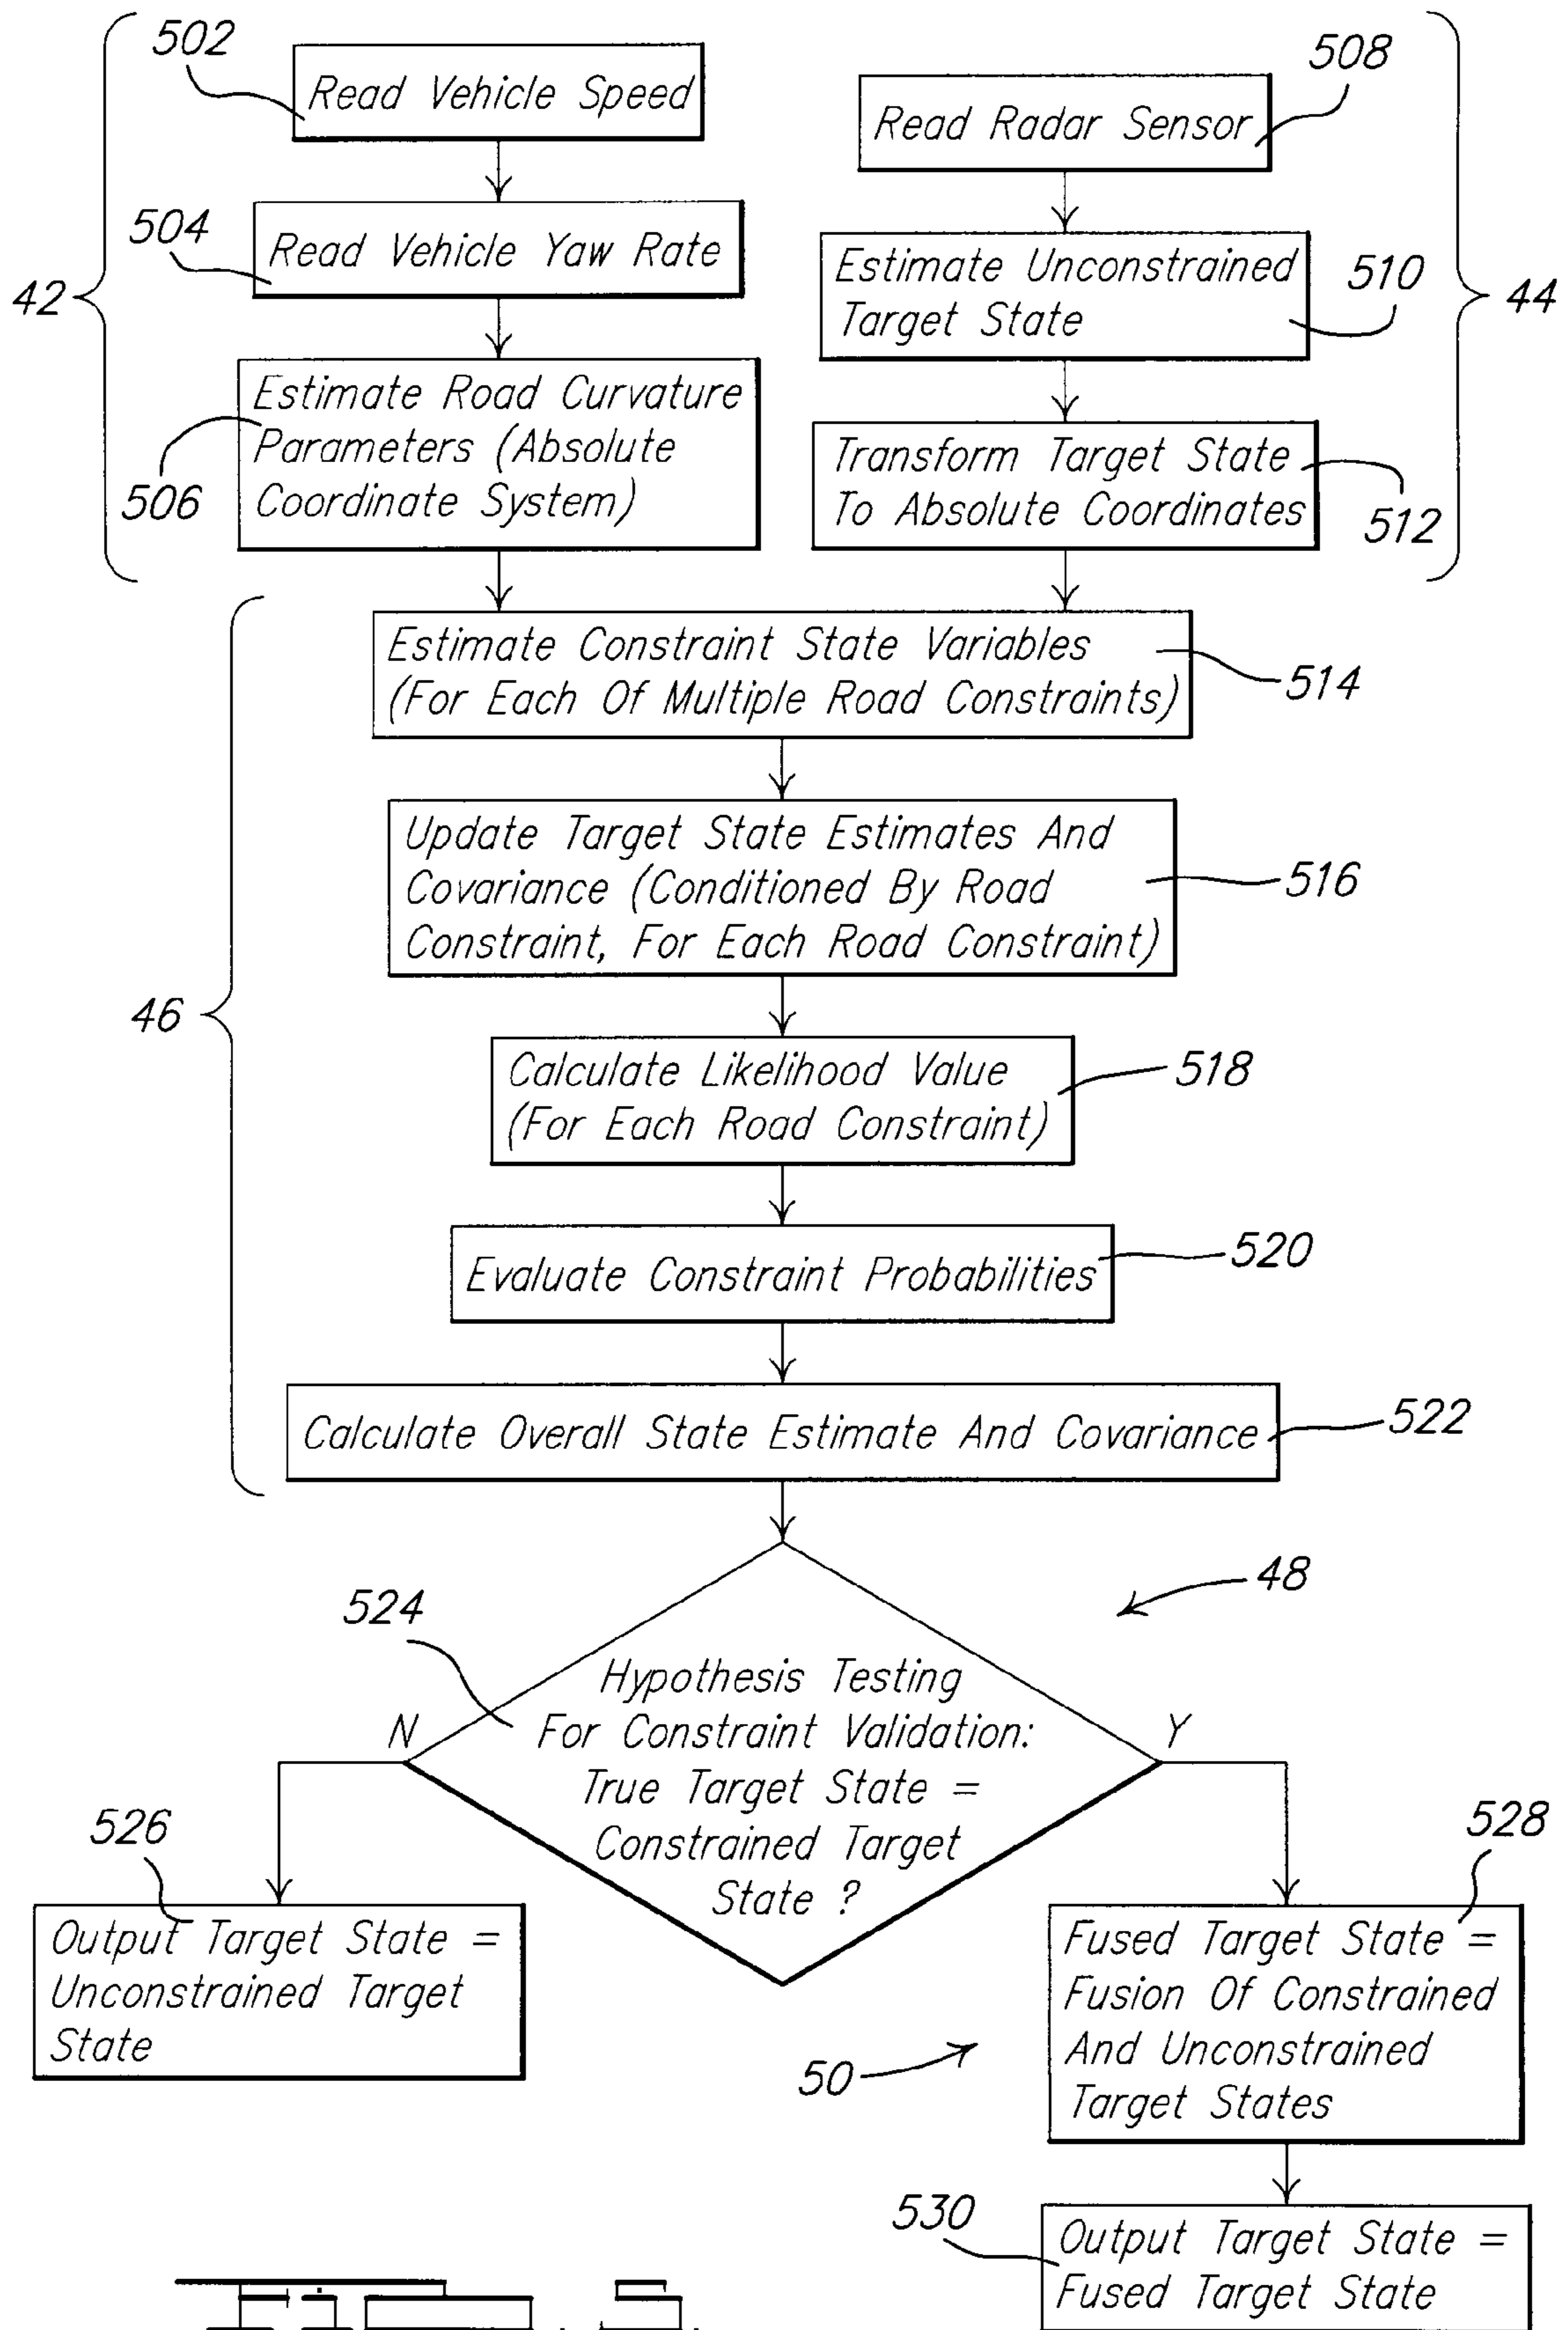 502
Read Vehicle Speed
504
Read Vehicle Yaw Rate
42
Estimate Road Curvature
Parameters (Absolute
Coordinate System)
506
508
Read Radar Sensor
Estimate Unconstrained
Target State
510
44
Transform Target State
To Absolute Coordinates
512
Estimate Constraint State Variables
(For Each Of Multiple Road Constraints)
514
Update Target State Estimates And
Covariance (Conditioned By Road
Constraint, For Each Road Constraint)
516
46
Calculate Likelihood Value
(For Each Road Constraint)
518
Evaluate Constraint Probabilities
520
Calculate Overall State Estimate And Covariance
522
48
524
Hypothesis Testing
For Constraint Validation:
True Target State =
Constrained Target
State ?
N
Y
526
Output Target State =
Unconstrained Target
State
528
Fused Target State =
Fusion Of Constrained
And Unconstrained
Target States
50
530
Output Target State =
Fused Target State